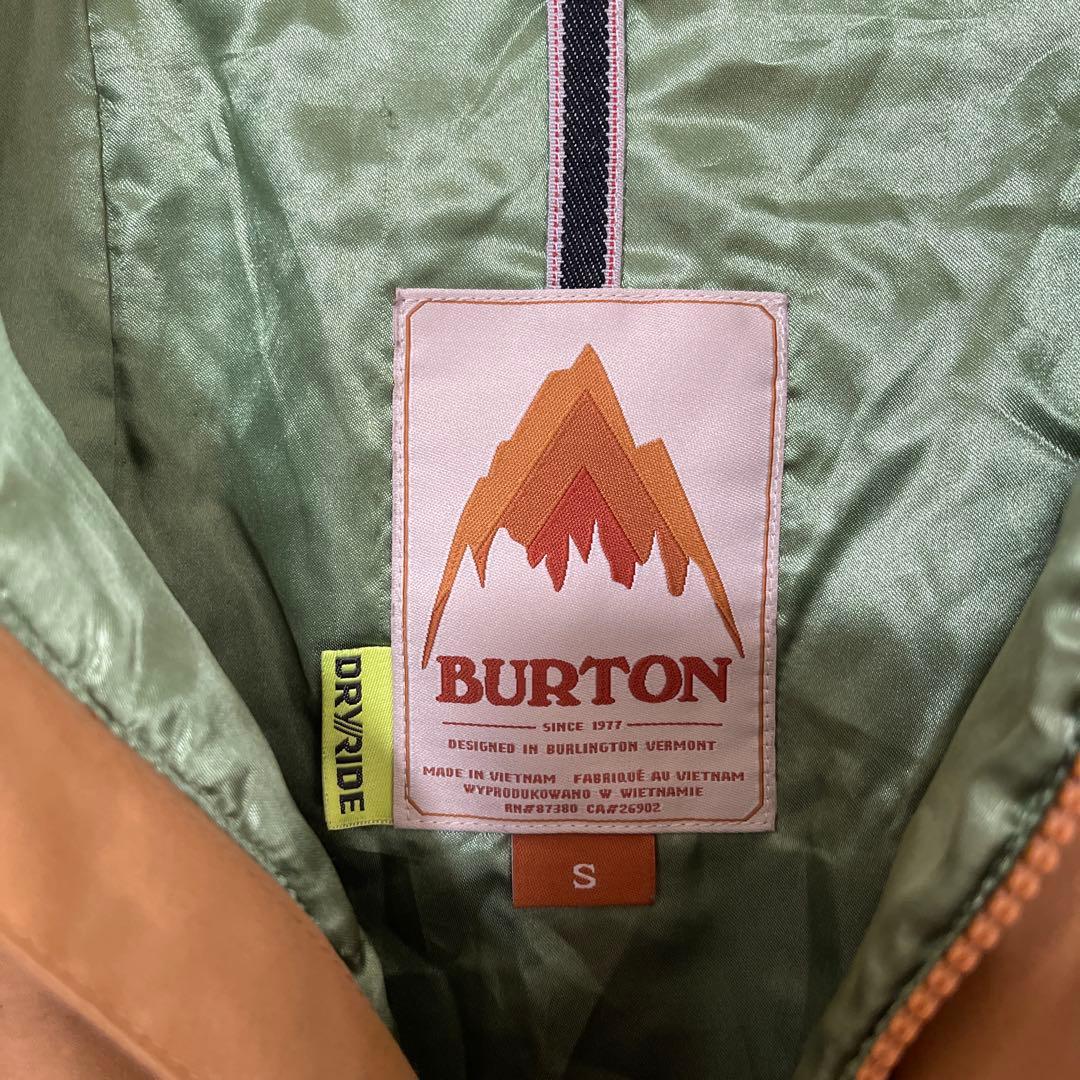 BURTON
SINCE 1977
DESIGNED IN BURLINGTON VERMONT
MADE IN VIETNAM FABRIQUÉ AU VIETNAM
WYPRODUKOWANO W WIETNAMIE
RN#87380 CA#26902
DRY//RIDE
S